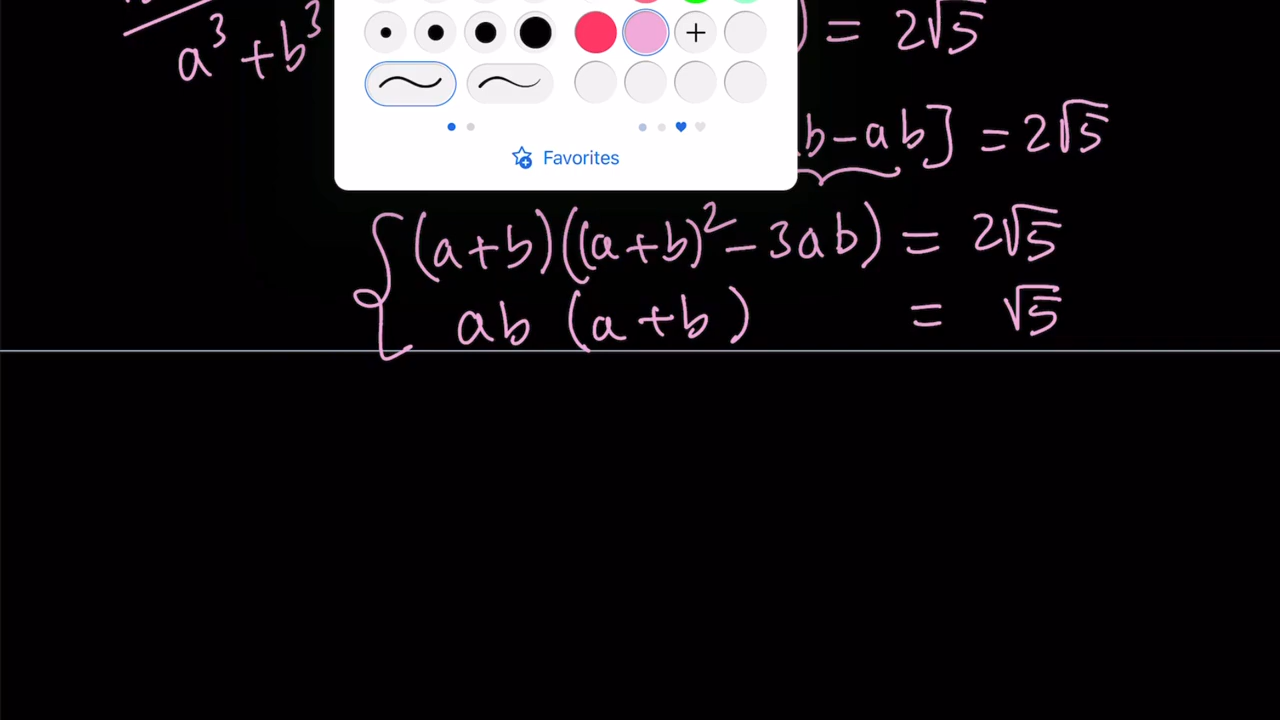 a³+b³ ) = 2√5
b-ab] = 2√5
Favorites
{ (a+b)((a+b)²-3ab) = 2√5
ab (a+b) = √5